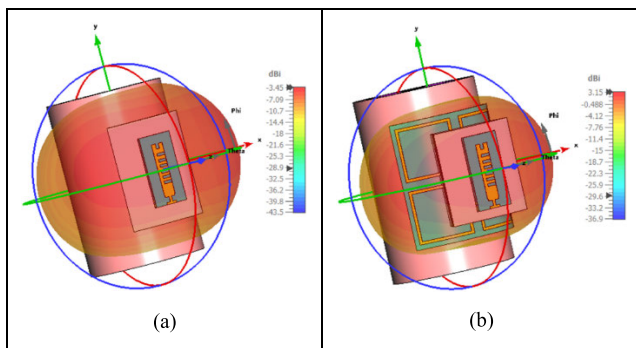 y
dBi
-3.45
-7.09
-10.7
-14.4
-18
-21.7
-25.3
-28.9
-32.6
-36.2
-39.8
-43.5
Phi
x
Theta
z
(a)
y
dBi
3.15
-0.488
-4.12
-7.76
-11.4
-15
-18.7
-22.3
-25.9
-29.6
-33.2
-36.9
Phi
x
Theta
z
(b)